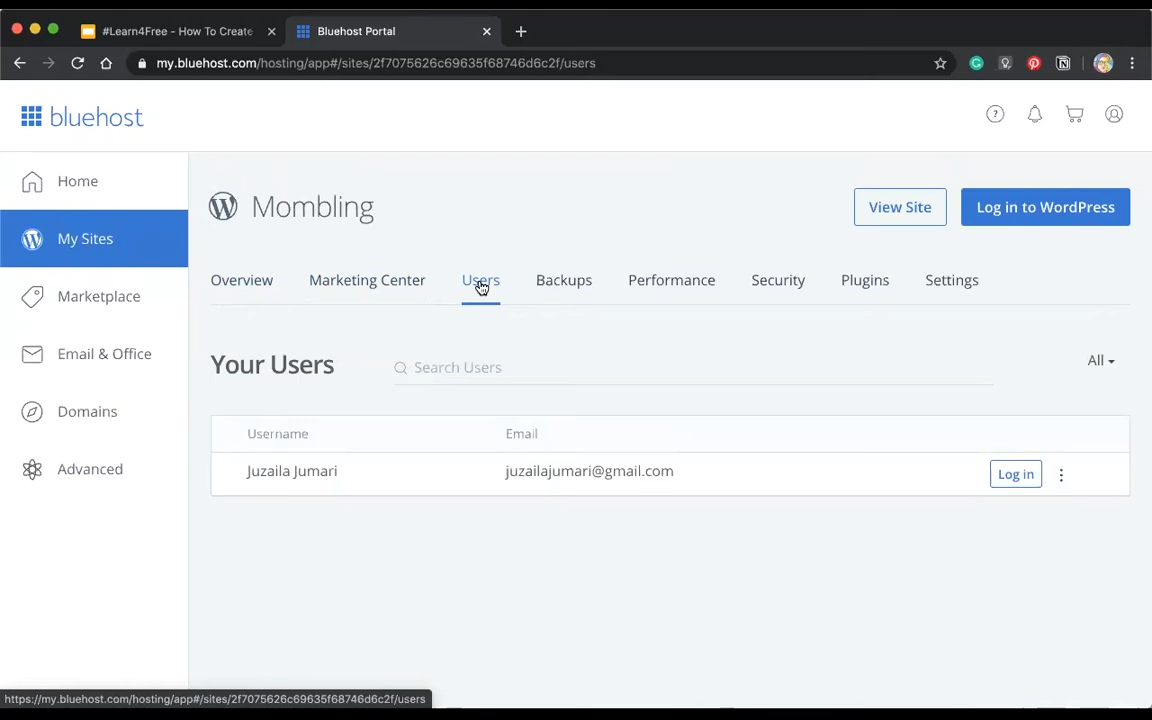 #Learn4Free - How To Create
Bluehost Portal
my.bluehost.com/hosting/app#/sites/2f7075626c69635f68746d6c2f/users
bluehost
Home
My Sites
Marketplace
Email & Office
Domains
Advanced
Mombling
View Site
Log in to WordPress
Overview Marketing Center Users Backups Performance Security Plugins Settings
Your Users
Search Users
All
Username Email
Juzaila Jumari juzailajumari@gmail.com Log in
https://my.bluehost.com/hosting/app#/sites/2f7075626c69635f68746d6c2f/users